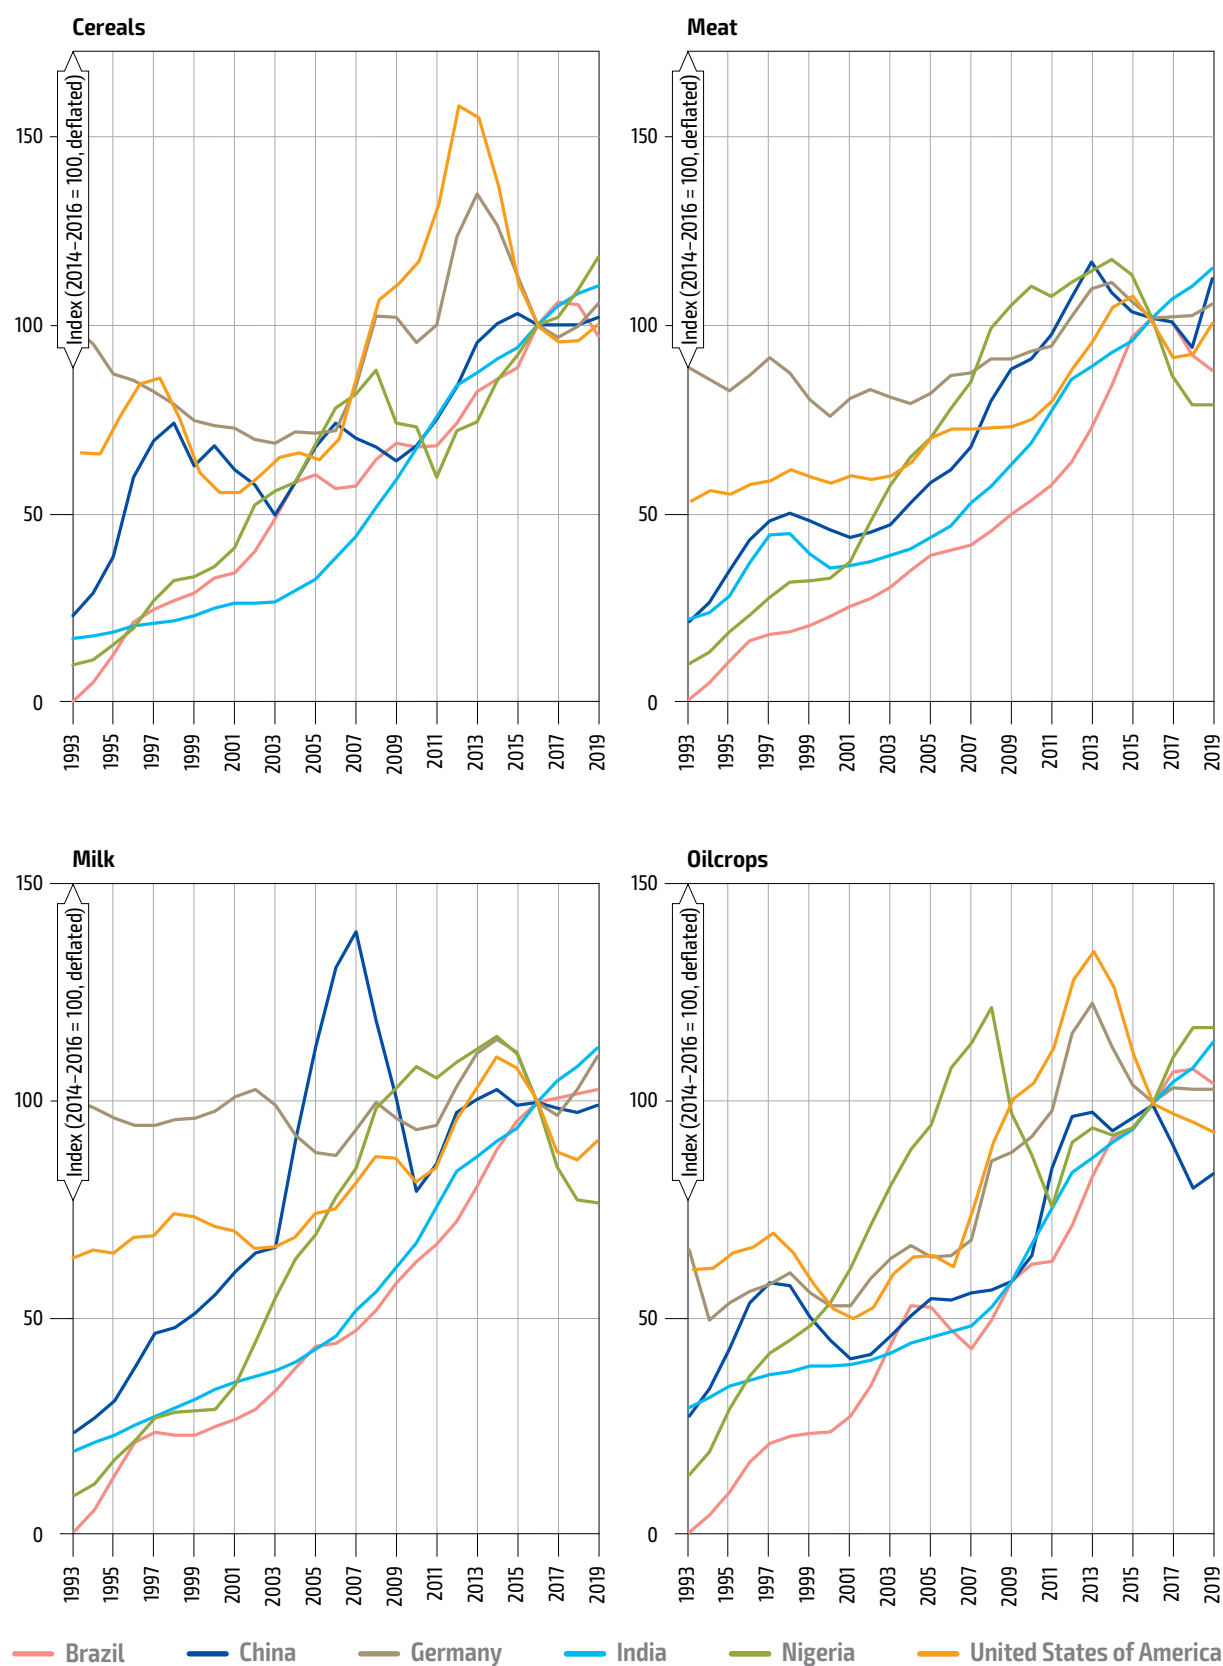 Cereals
Index (2014–2016 = 100, deflated)
150
100
50
0
1993 1995 1997 1999 2001 2003 2005 2007 2009 2011 2013 2015 2017 2019
Meat
Index (2014–2016 = 100, deflated)
150
100
50
0
1993 1995 1997 1999 2001 2003 2005 2007 2009 2011 2013 2015 2017 2019
Milk
Index (2014–2016 = 100, deflated)
150
100
50
0
1993 1995 1997 1999 2001 2003 2005 2007 2009 2011 2013 2015 2017 2019
Oilcrops
Index (2014–2016 = 100, deflated)
150
100
50
0
1993 1995 1997 1999 2001 2003 2005 2007 2009 2011 2013 2015 2017 2019
Brazil China Germany India Nigeria United States of America